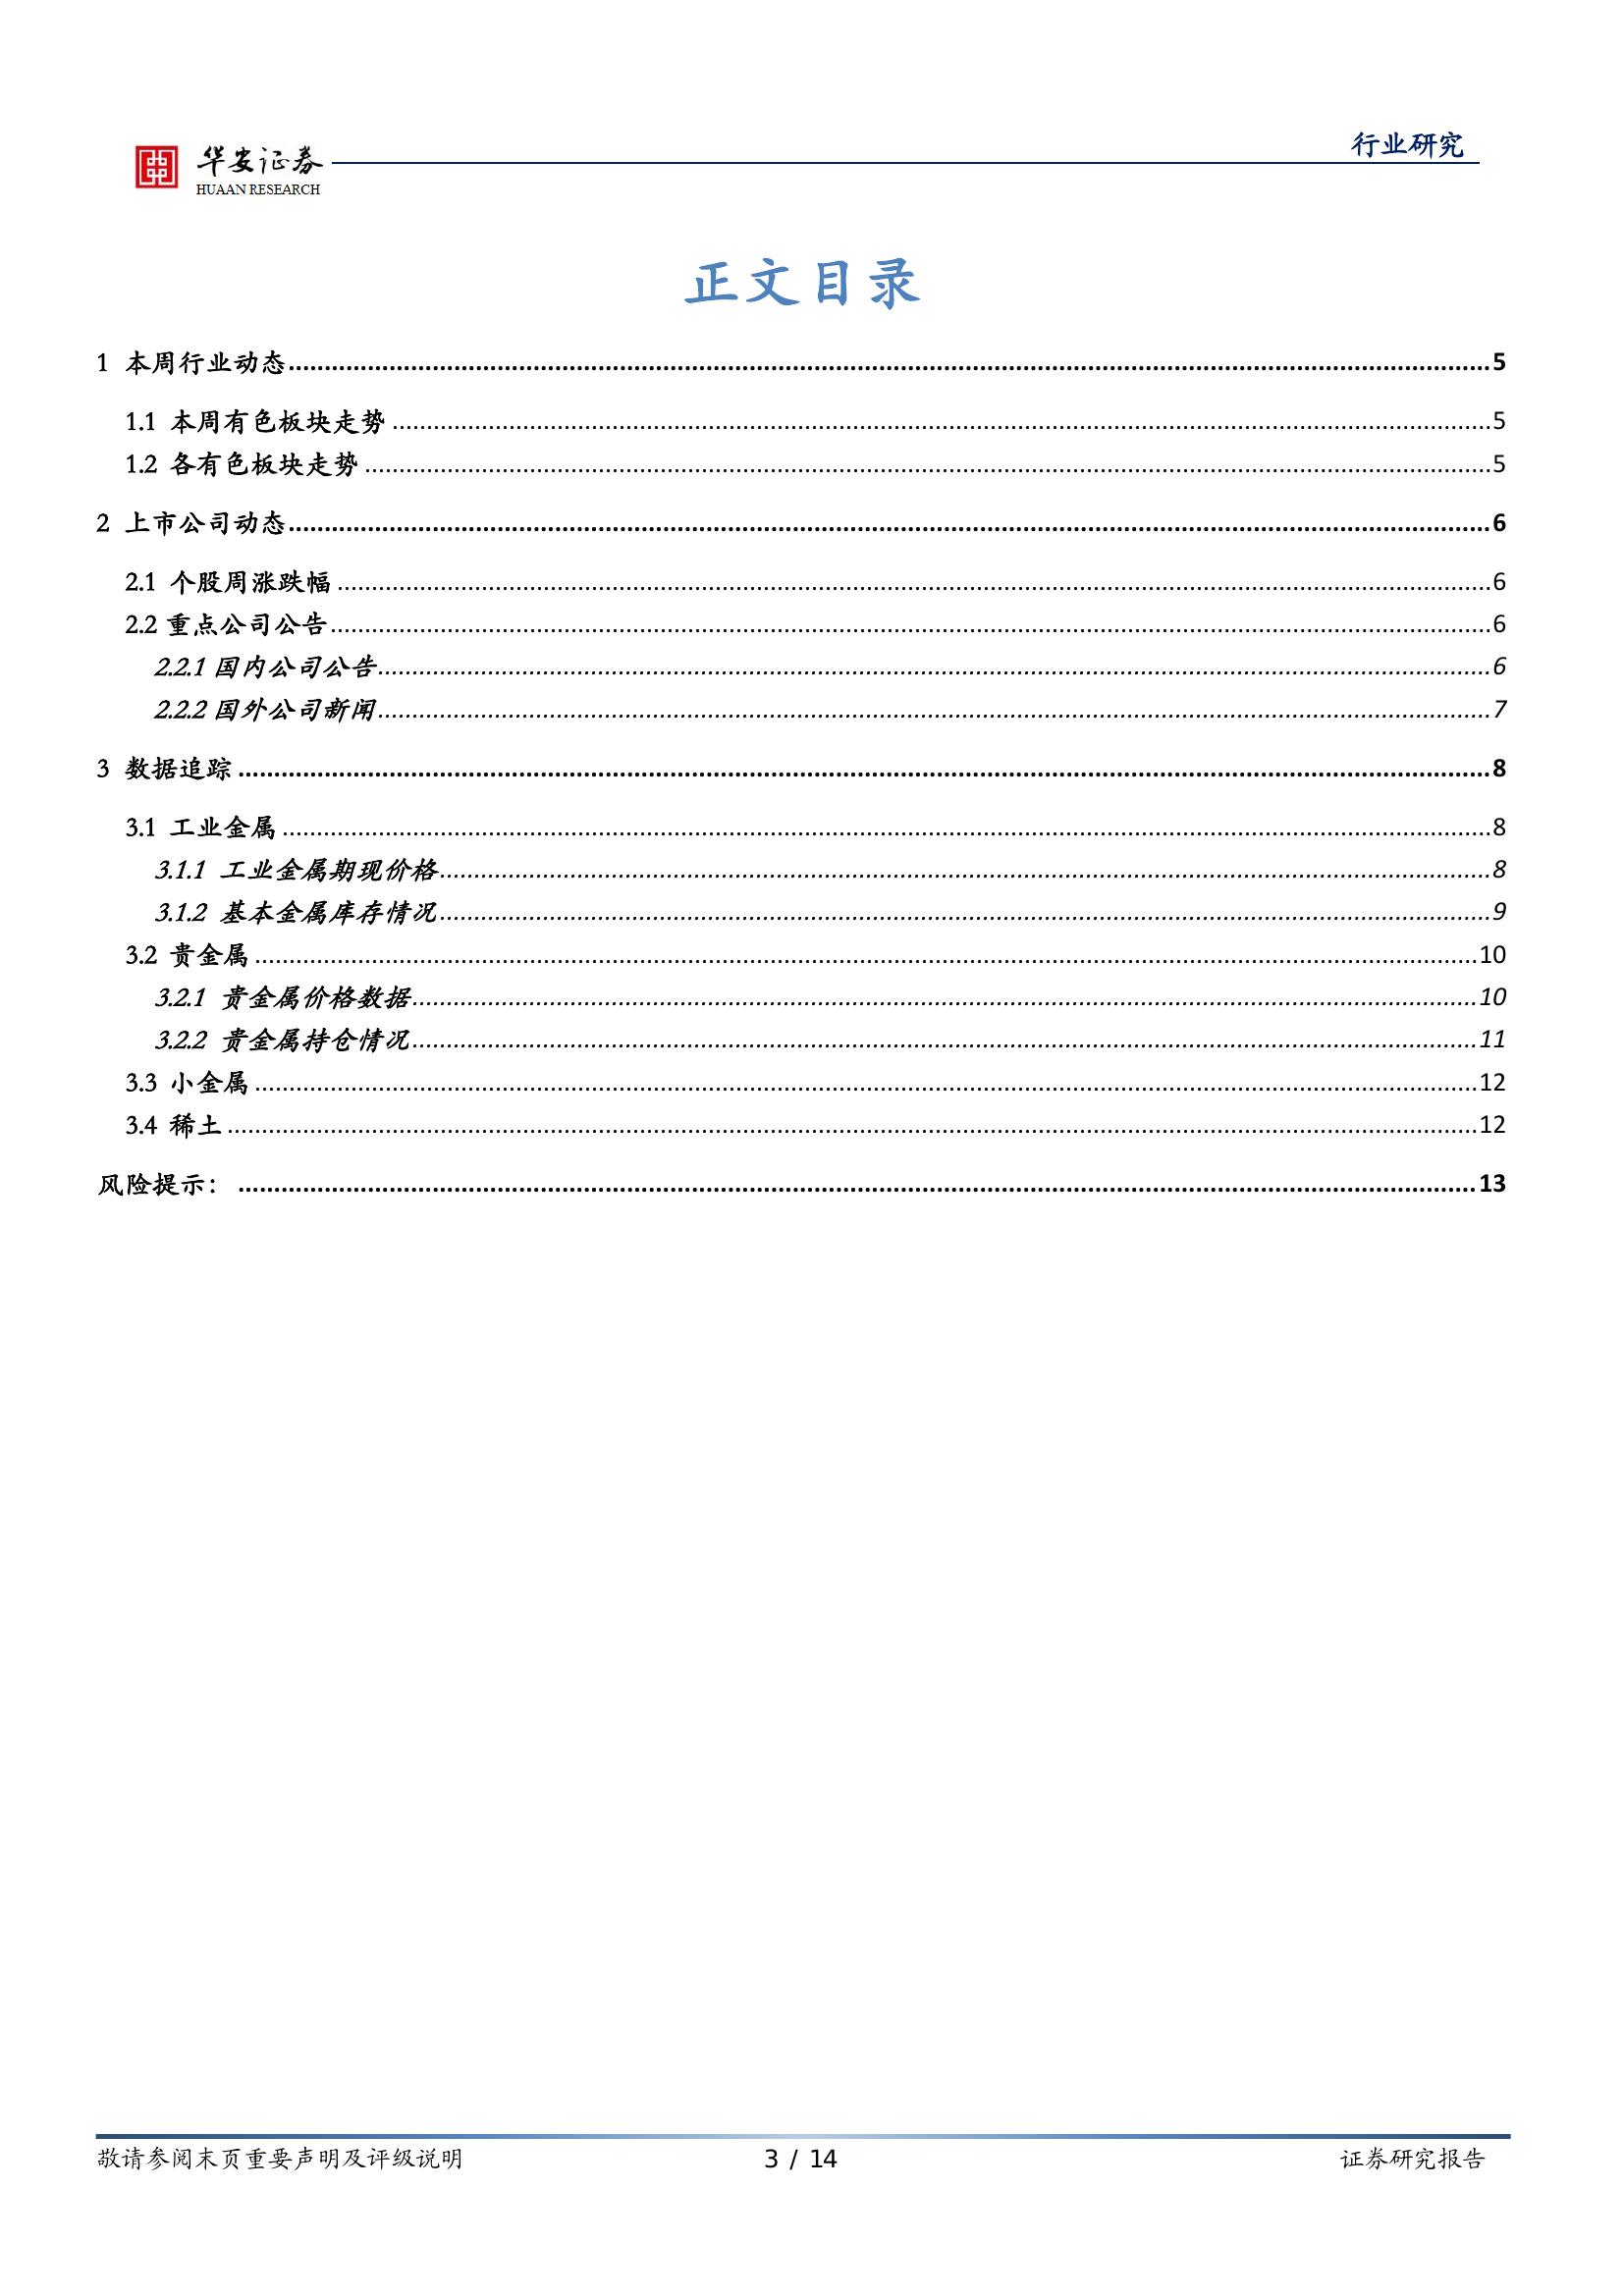 华安证券
HUAAN RESEARCH
行业研究
正文目录
1 本周行业动态........................5
1.1 本周有色板块走势........................5
1.2 各有色板块走势........................5
2 上市公司动态........................6
2.1 个股周涨跌幅........................6
2.2 重点公司公告........................6
2.2.1 国内公司公告........................6
2.2.2 国外公司新闻........................7
3 数据追踪........................8
3.1 工业金属........................8
3.1.1 工业金属期现价格........................8
3.1.2 基本金属库存情况........................9
3.2 贵金属........................10
3.2.1 贵金属价格数据........................10
3.2.2 贵金属持仓情况........................11
3.3 小金属........................12
3.4 稀土........................12
风险提示：........................13
敬请参阅末页重要声明及评级说明 3 / 14 证券研究报告